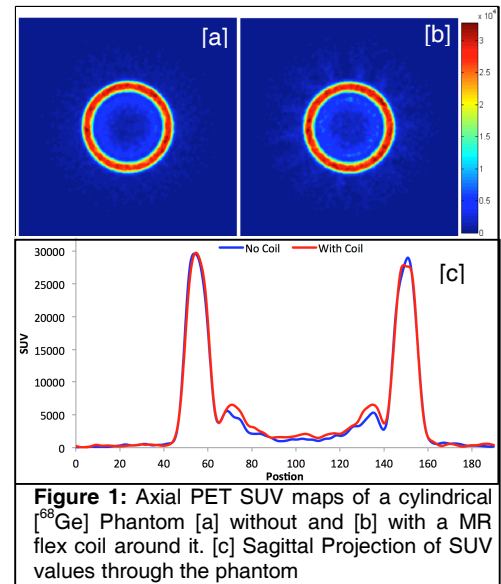 [a]
[b]
x 10⁴
3
2.5
2
1.5
1
0.5
0
No Coil
With Coil
[c]
30000
25000
20000
15000
10000
5000
0
SUV
0 20 40 60 80 100 120 140 160 180
Position
Figure 1: Axial PET SUV maps of a cylindrical
[⁶⁸Ge] Phantom [a] without and [b] with a MR
flex coil around it. [c] Sagittal Projection of SUV
values through the phantom